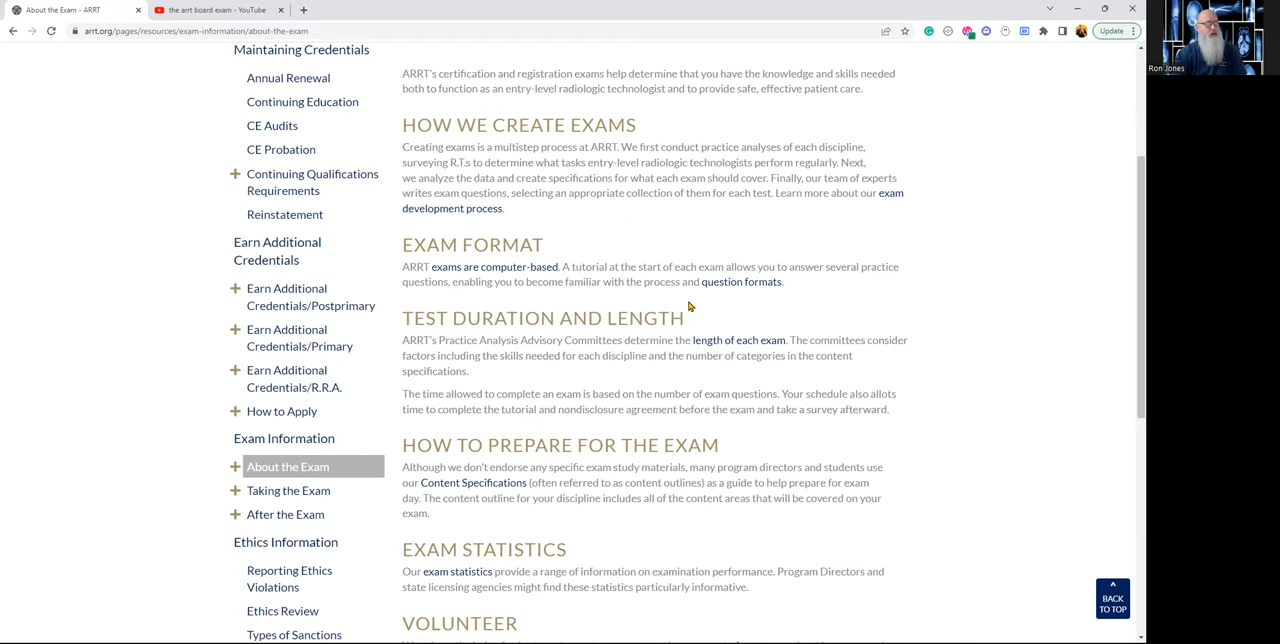 About the Exam - ARRT
the arrt board exam - YouTube
arrt.org/pages/resources/exam-information/about-the-exam
Update
Ron Jones
Maintaining Credentials
Annual Renewal
Continuing Education
CE Audits
CE Probation
Continuing Qualifications
Requirements
Reinstatement
Earn Additional
Credentials
Earn Additional
Credentials/Postprimary
Earn Additional
Credentials/Primary
Earn Additional
Credentials/R.R.A.
How to Apply
Exam Information
About the Exam
Taking the Exam
After the Exam
Ethics Information
Reporting Ethics
Violations
Ethics Review
Types of Sanctions
ARRT's certification and registration exams help determine that you have the knowledge and skills needed
both to function as an entry-level radiologic technologist and to provide safe, effective patient care.
HOW WE CREATE EXAMS
Creating exams is a multistep process at ARRT. We first conduct practice analyses of each discipline,
surveying R.T.s to determine what tasks entry-level radiologic technologists perform regularly. Next,
we analyze the data and create specifications for what each exam should cover. Finally, our team of experts
writes exam questions, selecting an appropriate collection of them for each test. Learn more about our exam
development process.
EXAM FORMAT
ARRT exams are computer-based. A tutorial at the start of each exam allows you to answer several practice
questions, enabling you to become familiar with the process and question formats.
TEST DURATION AND LENGTH
ARRT's Practice Analysis Advisory Committees determine the length of each exam. The committees consider
factors including the skills needed for each discipline and the number of categories in the content
specifications.
The time allowed to complete an exam is based on the number of exam questions. Your schedule also allots
time to complete the tutorial and nondisclosure agreement before the exam and take a survey afterward.
HOW TO PREPARE FOR THE EXAM
Although we don't endorse any specific exam study materials, many program directors and students use
our Content Specifications (often referred to as content outlines) as a guide to help prepare for exam
day. The content outline for your discipline includes all of the content areas that will be covered on your
exam.
EXAM STATISTICS
Our exam statistics provide a range of information on examination performance. Program Directors and
state licensing agencies might find these statistics particularly informative.
VOLUNTEER
BACK
TO TOP